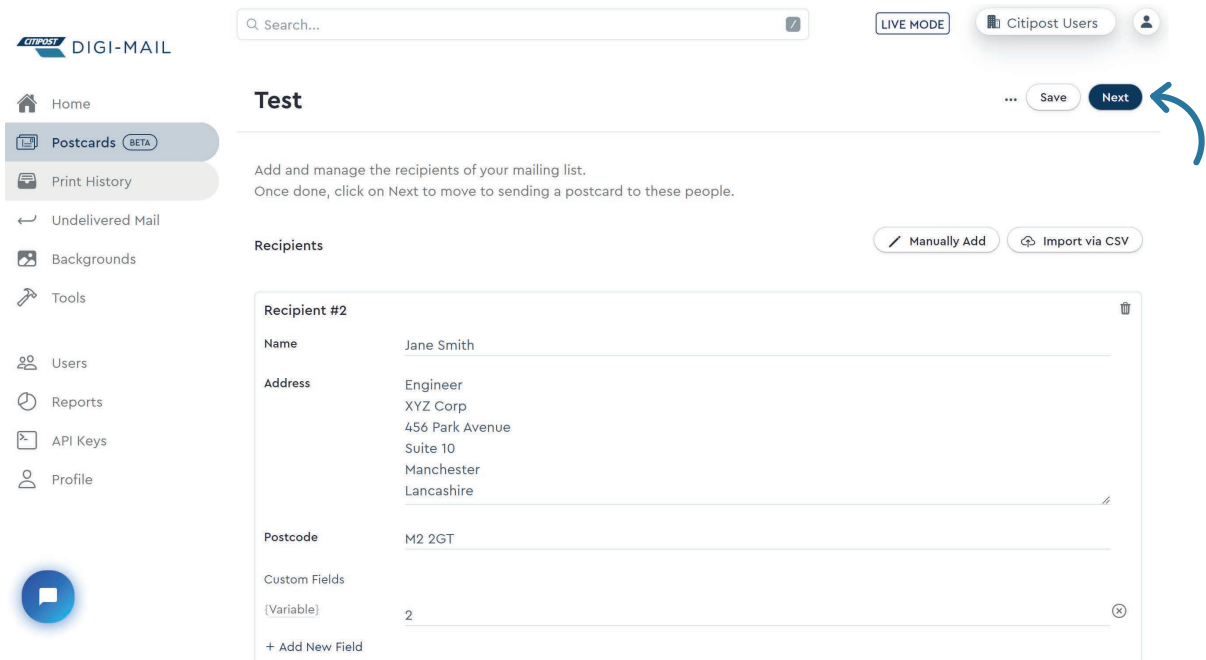 Search...
/
LIVE MODE
Citipost Users
CITIPOST DIGI-MAIL
Home
Postcards BETA
Print History
Undelivered Mail
Backgrounds
Tools
Users
Reports
API Keys
Profile
Test
... Save Next
Add and manage the recipients of your mailing list.
Once done, click on Next to move to sending a postcard to these people.
Recipients
Manually Add
Import via CSV
Recipient #2
Name Jane Smith
Address Engineer
XYZ Corp
456 Park Avenue
Suite 10
Manchester
Lancashire
Postcode M2 2GT
Custom Fields
{Variable} 2
+ Add New Field